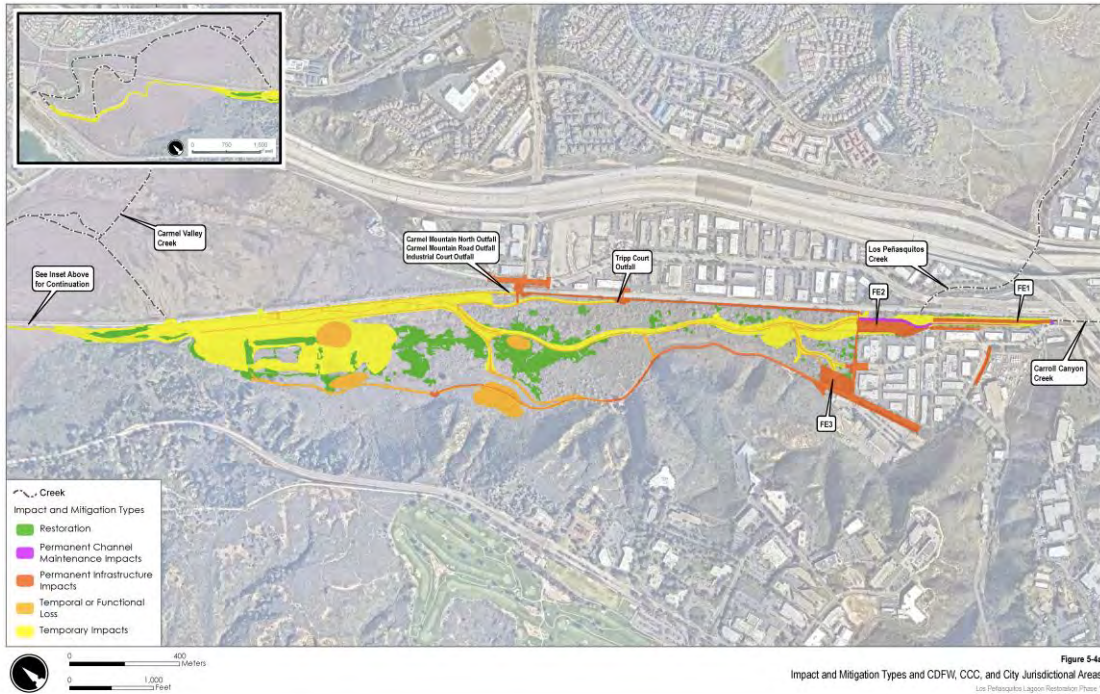 0 750 1,500
Feet
Carmel Valley
Creek
See Inset Above
for Continuation
Carmel Mountain North Outfall
Carmel Mountain Road Outfall
Industrial Court Outfall
Tripp Court
Outfall
Los Peñasquitos
Creek
FE2
FE1
Carroll Canyon
Creek
FE3
Creek
Impact and Mitigation Types
Restoration
Permanent Channel
Maintenance Impacts
Permanent Infrastructure
Impacts
Temporal or Functional
Loss
Temporary Impacts
0 400
Meters
0 1,000
Feet
Figure 5-4a
Impact and Mitigation Types and CDFW, CCC, and City Jurisdictional Areas
Los Peñasquitos Lagoon Restoration Phase